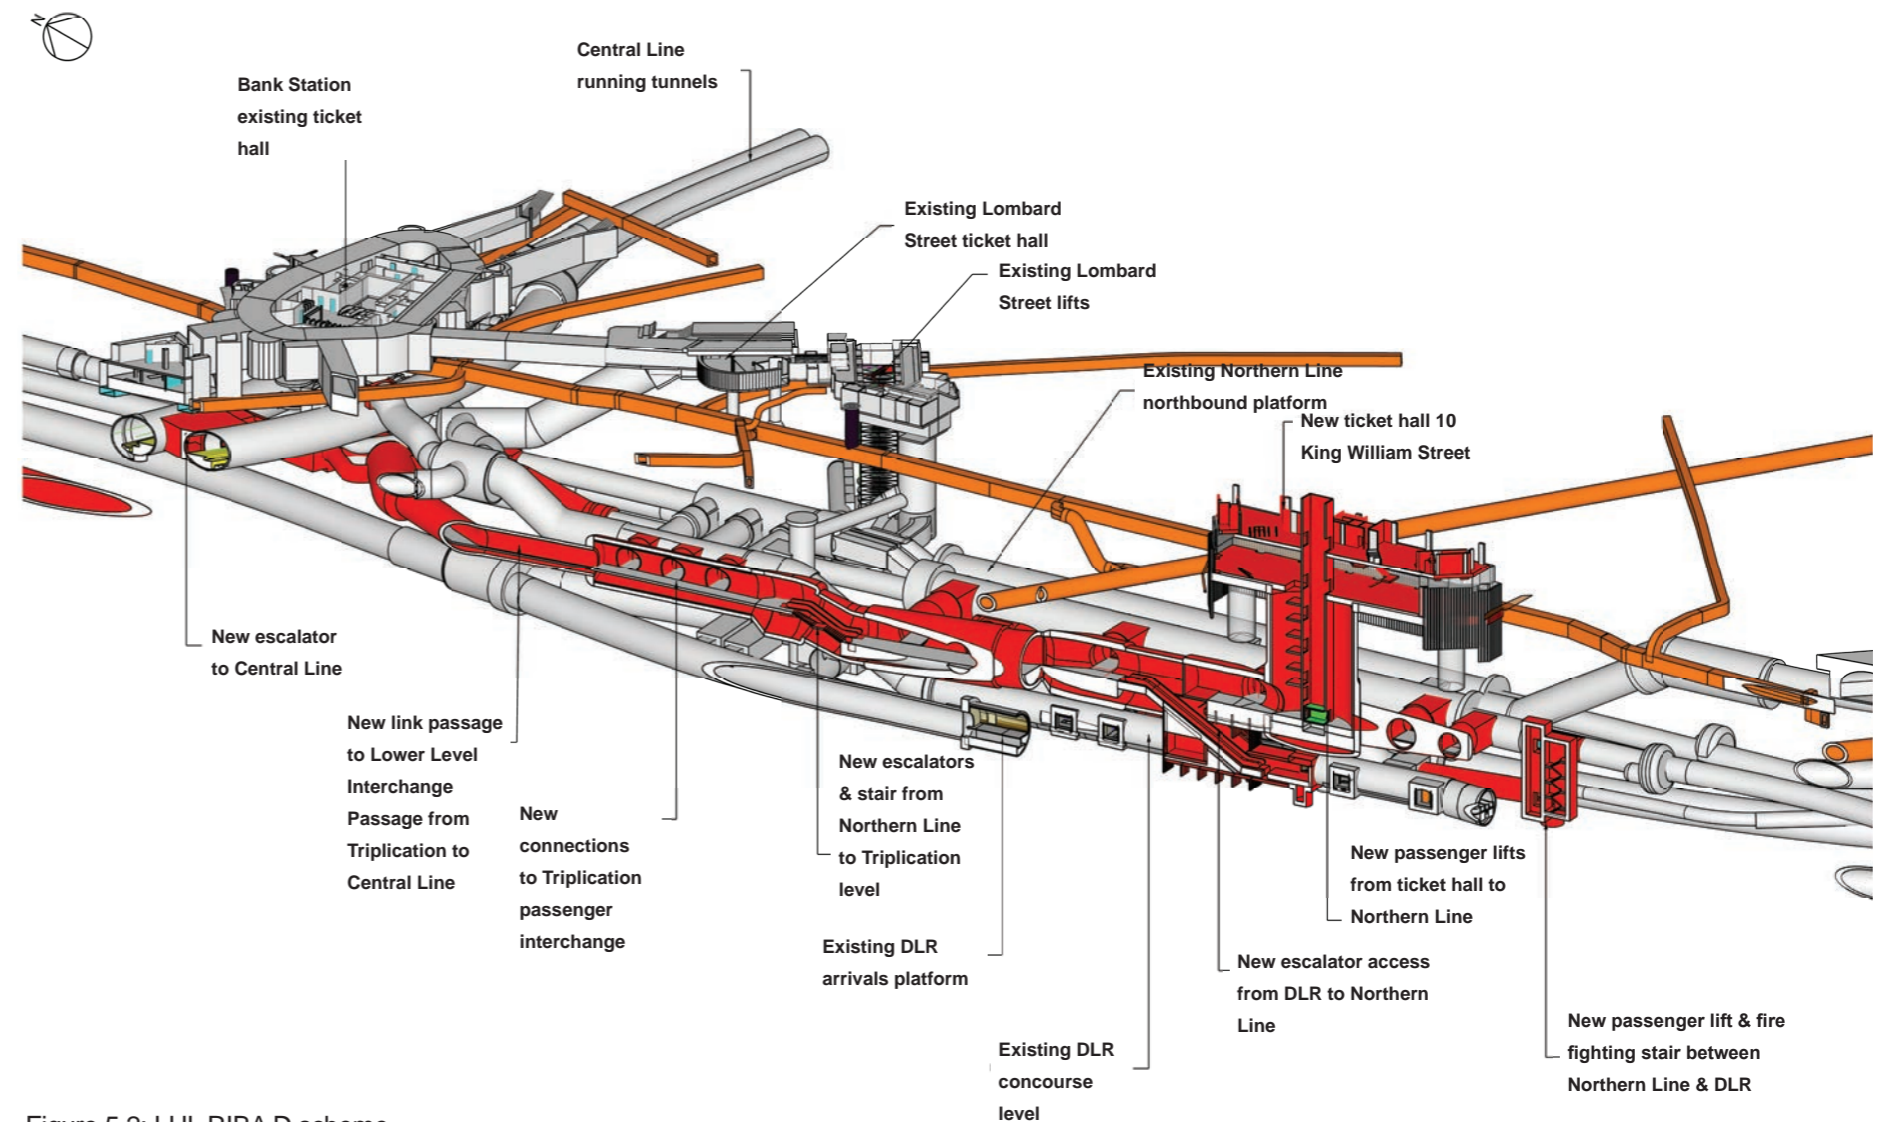 N
Central Line
running tunnels
Bank Station
existing ticket
hall
Existing Lombard
Street ticket hall
Existing Lombard
Street lifts
Existing Northern Line
northbound platform
New ticket hall 10
King William Street
New escalator
to Central Line
New link passage
to Lower Level
Interchange
Passage from
Triplication to
Central Line
New
connections
to Triplication
passenger
interchange
New escalators
& stair from
Northern Line
to Triplication
level
Existing DLR
arrivals platform
Existing DLR
concourse
level
New escalator access
from DLR to Northern
Line
New passenger lifts
from ticket hall to
Northern Line
New passenger lift & fire
fighting stair between
Northern Line & DLR